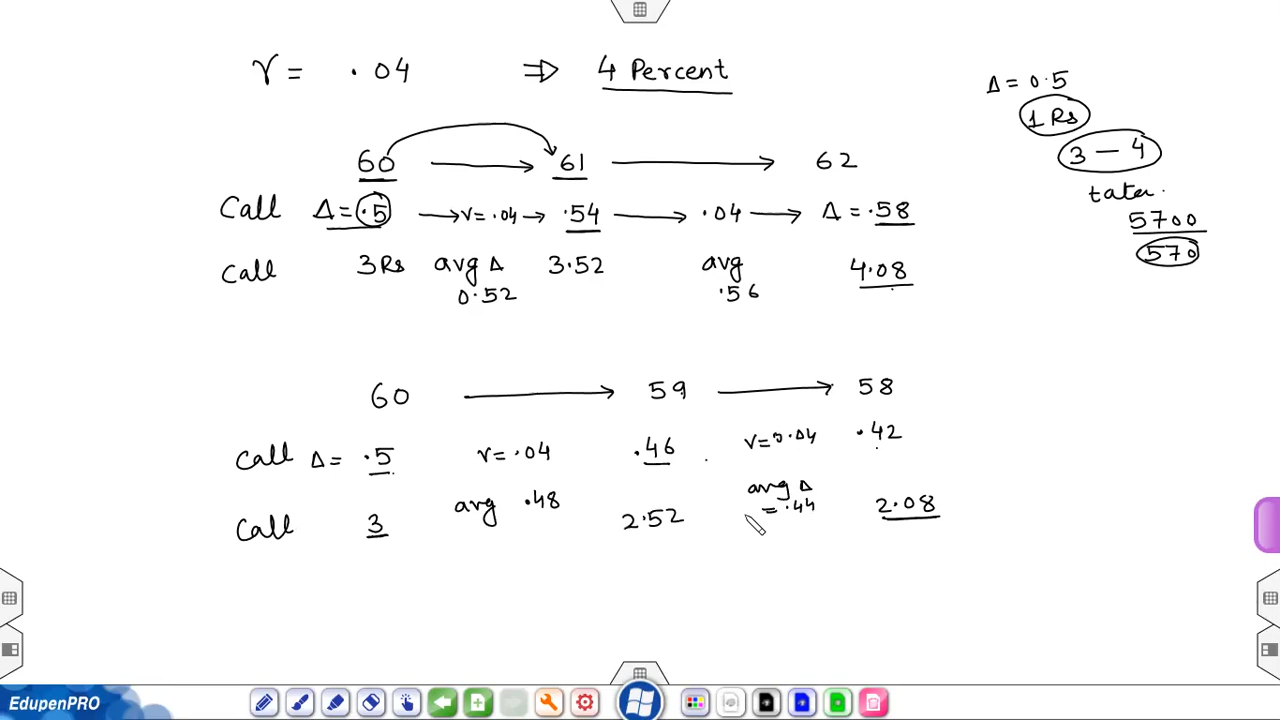 γ = .04 ⇒ 4 Percent
Δ = 0.5
1 Rs
3 — 4
tata.
5700
570
60 → 61 → 62
Call Δ = .5 → γ = .04 → .54 → .04 → Δ = .58
Call 3 Rs avg Δ 3.52 avg 4.08
0.52 .56
60 → 59 → 58
Call Δ = .5 γ = .04 .46 γ = 0.04 .42
Call 3 avg .48 2.52 avg Δ = .44 2.08
EdupenPRO